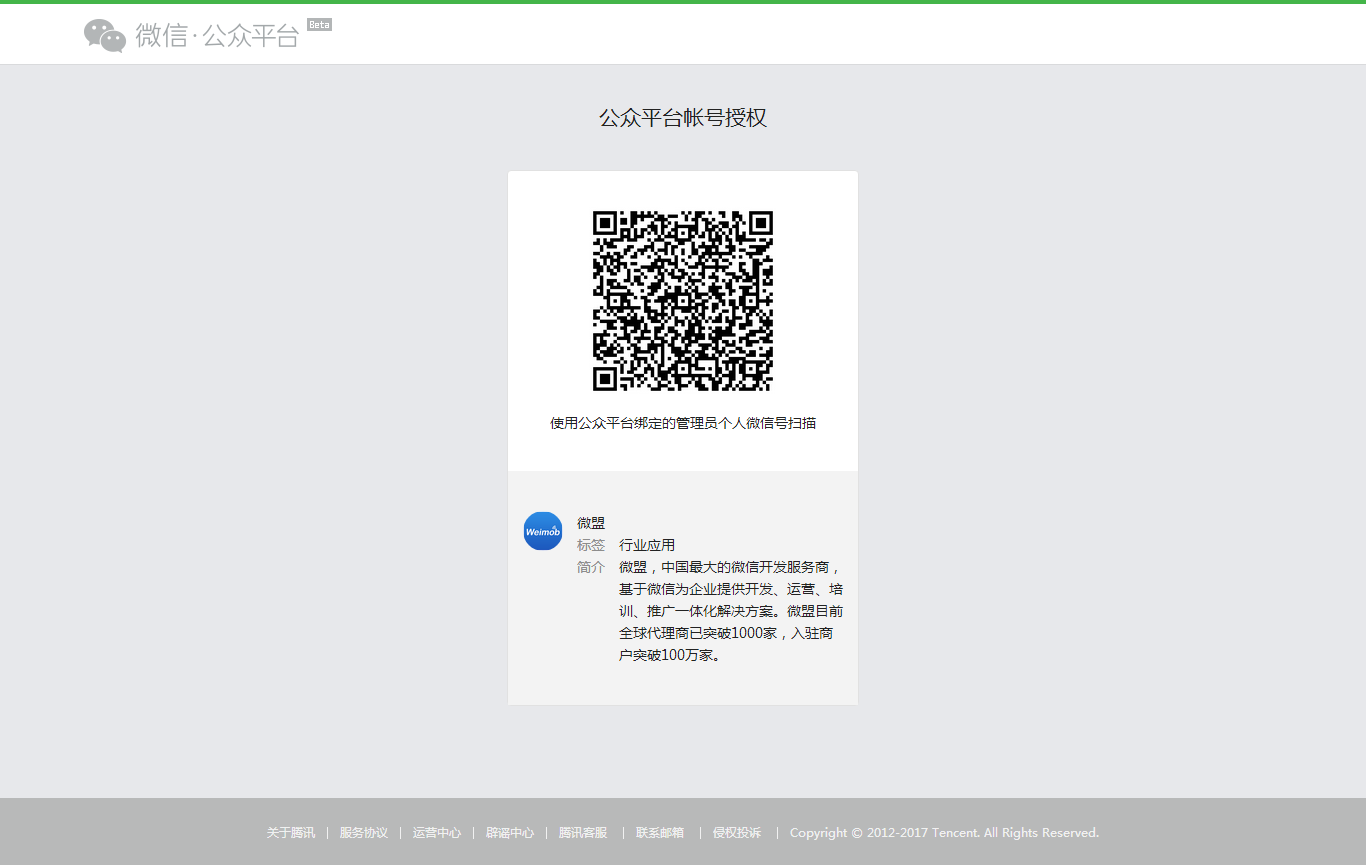 微信·公众平台 Beta
公众平台帐号授权
使用公众平台绑定的管理员个人微信号扫描
Weimob
微盟
标签 行业应用
简介 微盟，中国最大的微信开发服务商，
基于微信为企业提供开发、运营、培
训、推广一体化解决方案。微盟目前
全球代理商已突破1000家，入驻商
户突破100万家。
关于腾讯 | 服务协议 | 运营中心 | 辟谣中心 | 腾讯客服 | 联系邮箱 | 侵权投诉 | Copyright © 2012-2017 Tencent. All Rights Reserved.